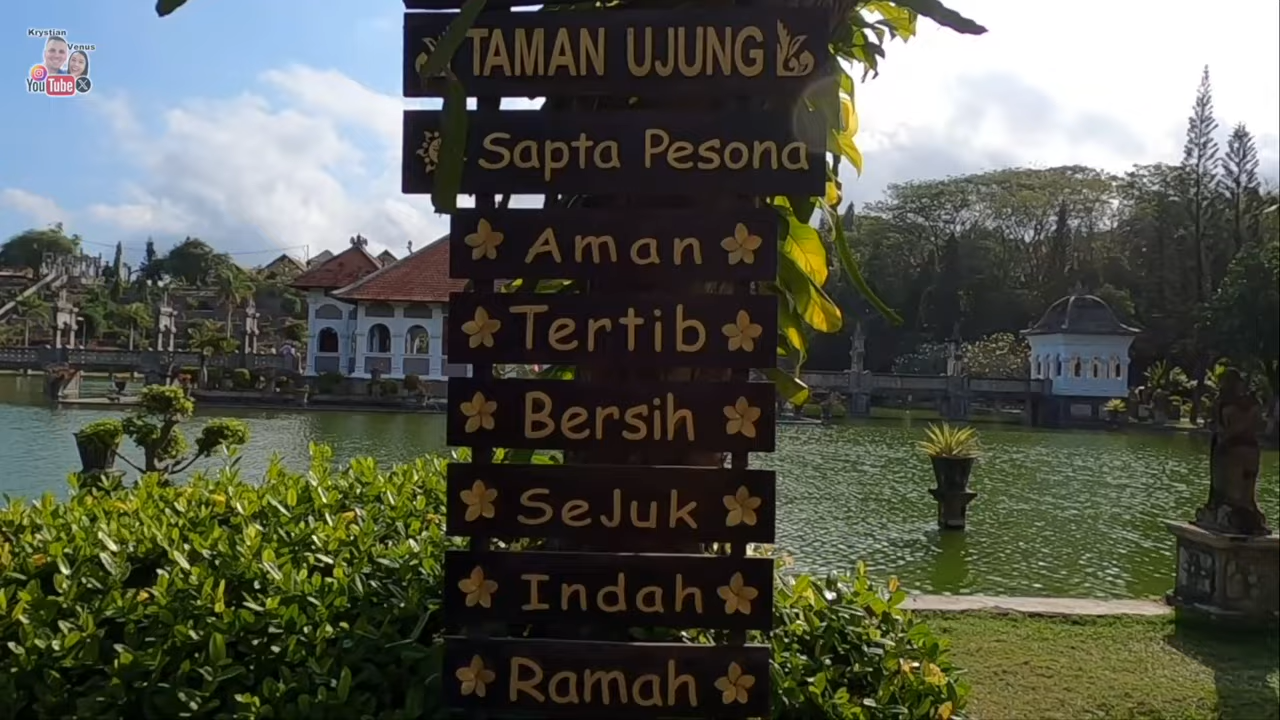 Krystian
Venus
YouTube
X
TAMAN UJUNG
Sapta Pesona
Aman
Tertib
Bersih
SeJuk
Indah
Ramah